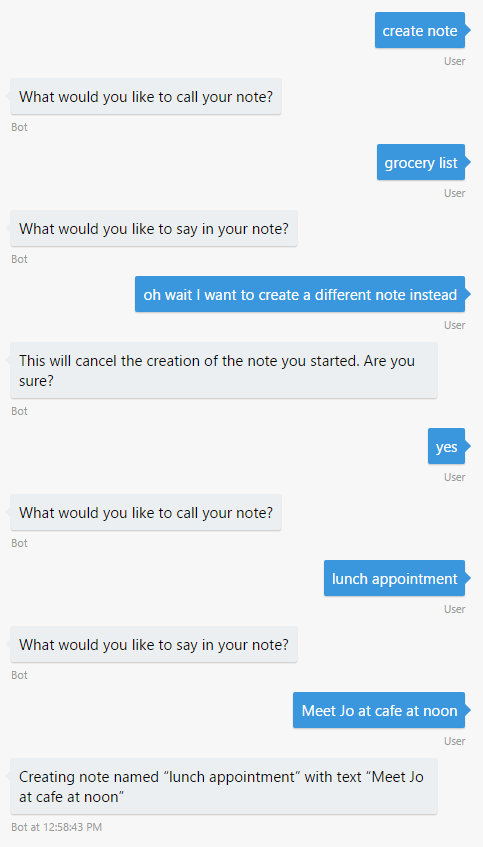 create note
User
What would you like to call your note?
Bot
grocery list
User
What would you like to say in your note?
Bot
oh wait I want to create a different note instead
User
This will cancel the creation of the note you started. Are you
sure?
Bot
yes
User
What would you like to call your note?
Bot
lunch appointment
User
What would you like to say in your note?
Bot
Meet Jo at cafe at noon
User
Creating note named “lunch appointment” with text “Meet Jo
at cafe at noon”
Bot at 12:58:43 PM